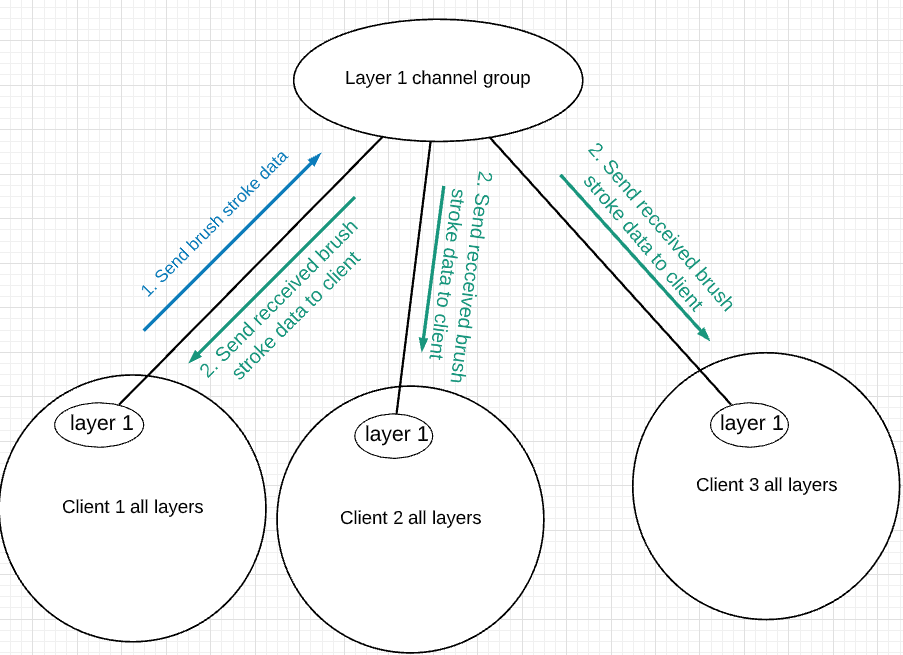 Layer 1 channel group
1. Send brush stroke data
2. Send recceived brush
stroke data to client
2. Send recceived brush
stroke data to client
2. Send recceived brush
stroke data to client
layer 1
Client 1 all layers
layer 1
Client 2 all layers
layer 1
Client 3 all layers